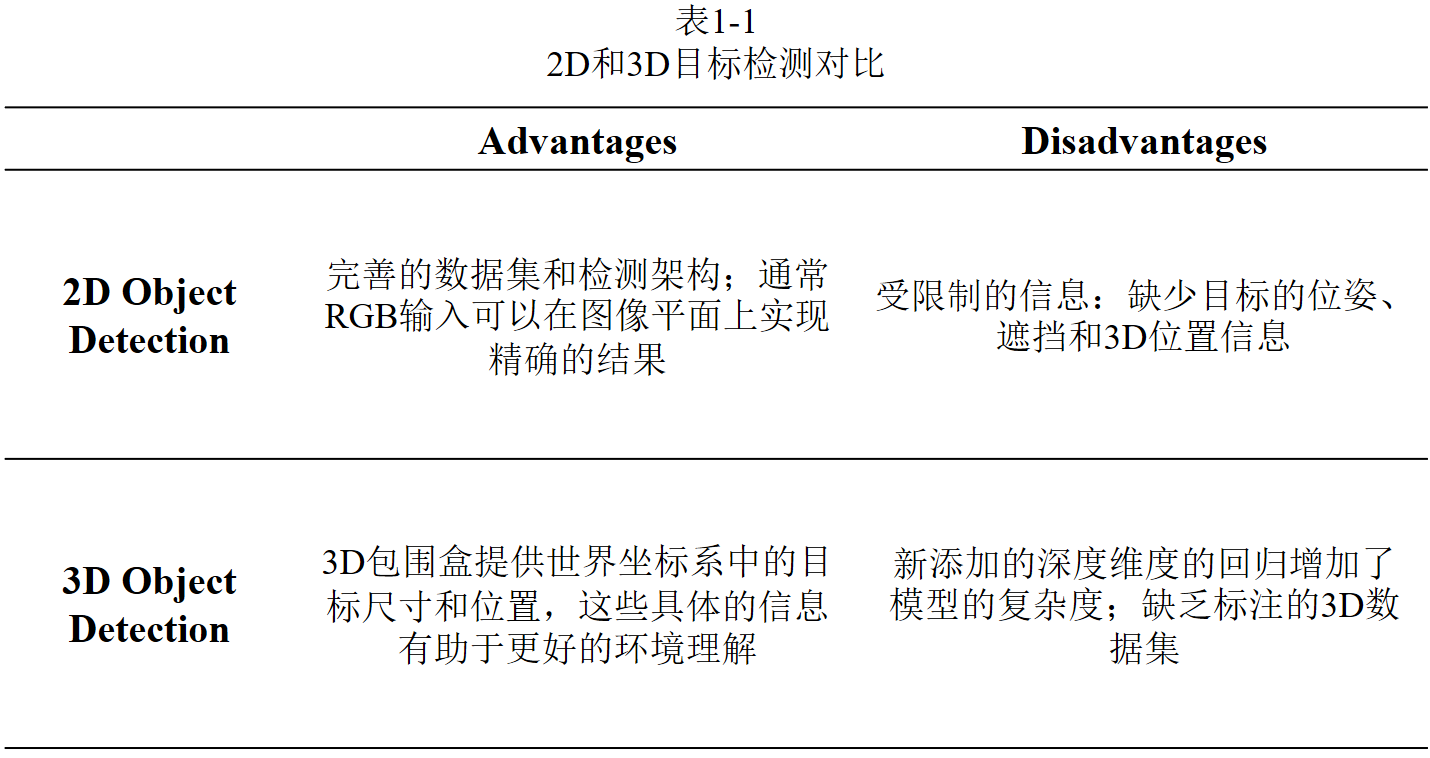 表1-1
2D和3D目标检测对比
Advantages
Disadvantages
2D Object
Detection
完善的数据集和检测架构；通常
RGB输入可以在图像平面上实现
精确的结果
受限制的信息：缺少目标的位姿、
遮挡和3D位置信息
3D Object
Detection
3D包围盒提供世界坐标系中的目
标尺寸和位置，这些具体的信息
有助于更好的环境理解
新添加的深度维度的回归增加了
模型的复杂度；缺乏标注的3D数
据集